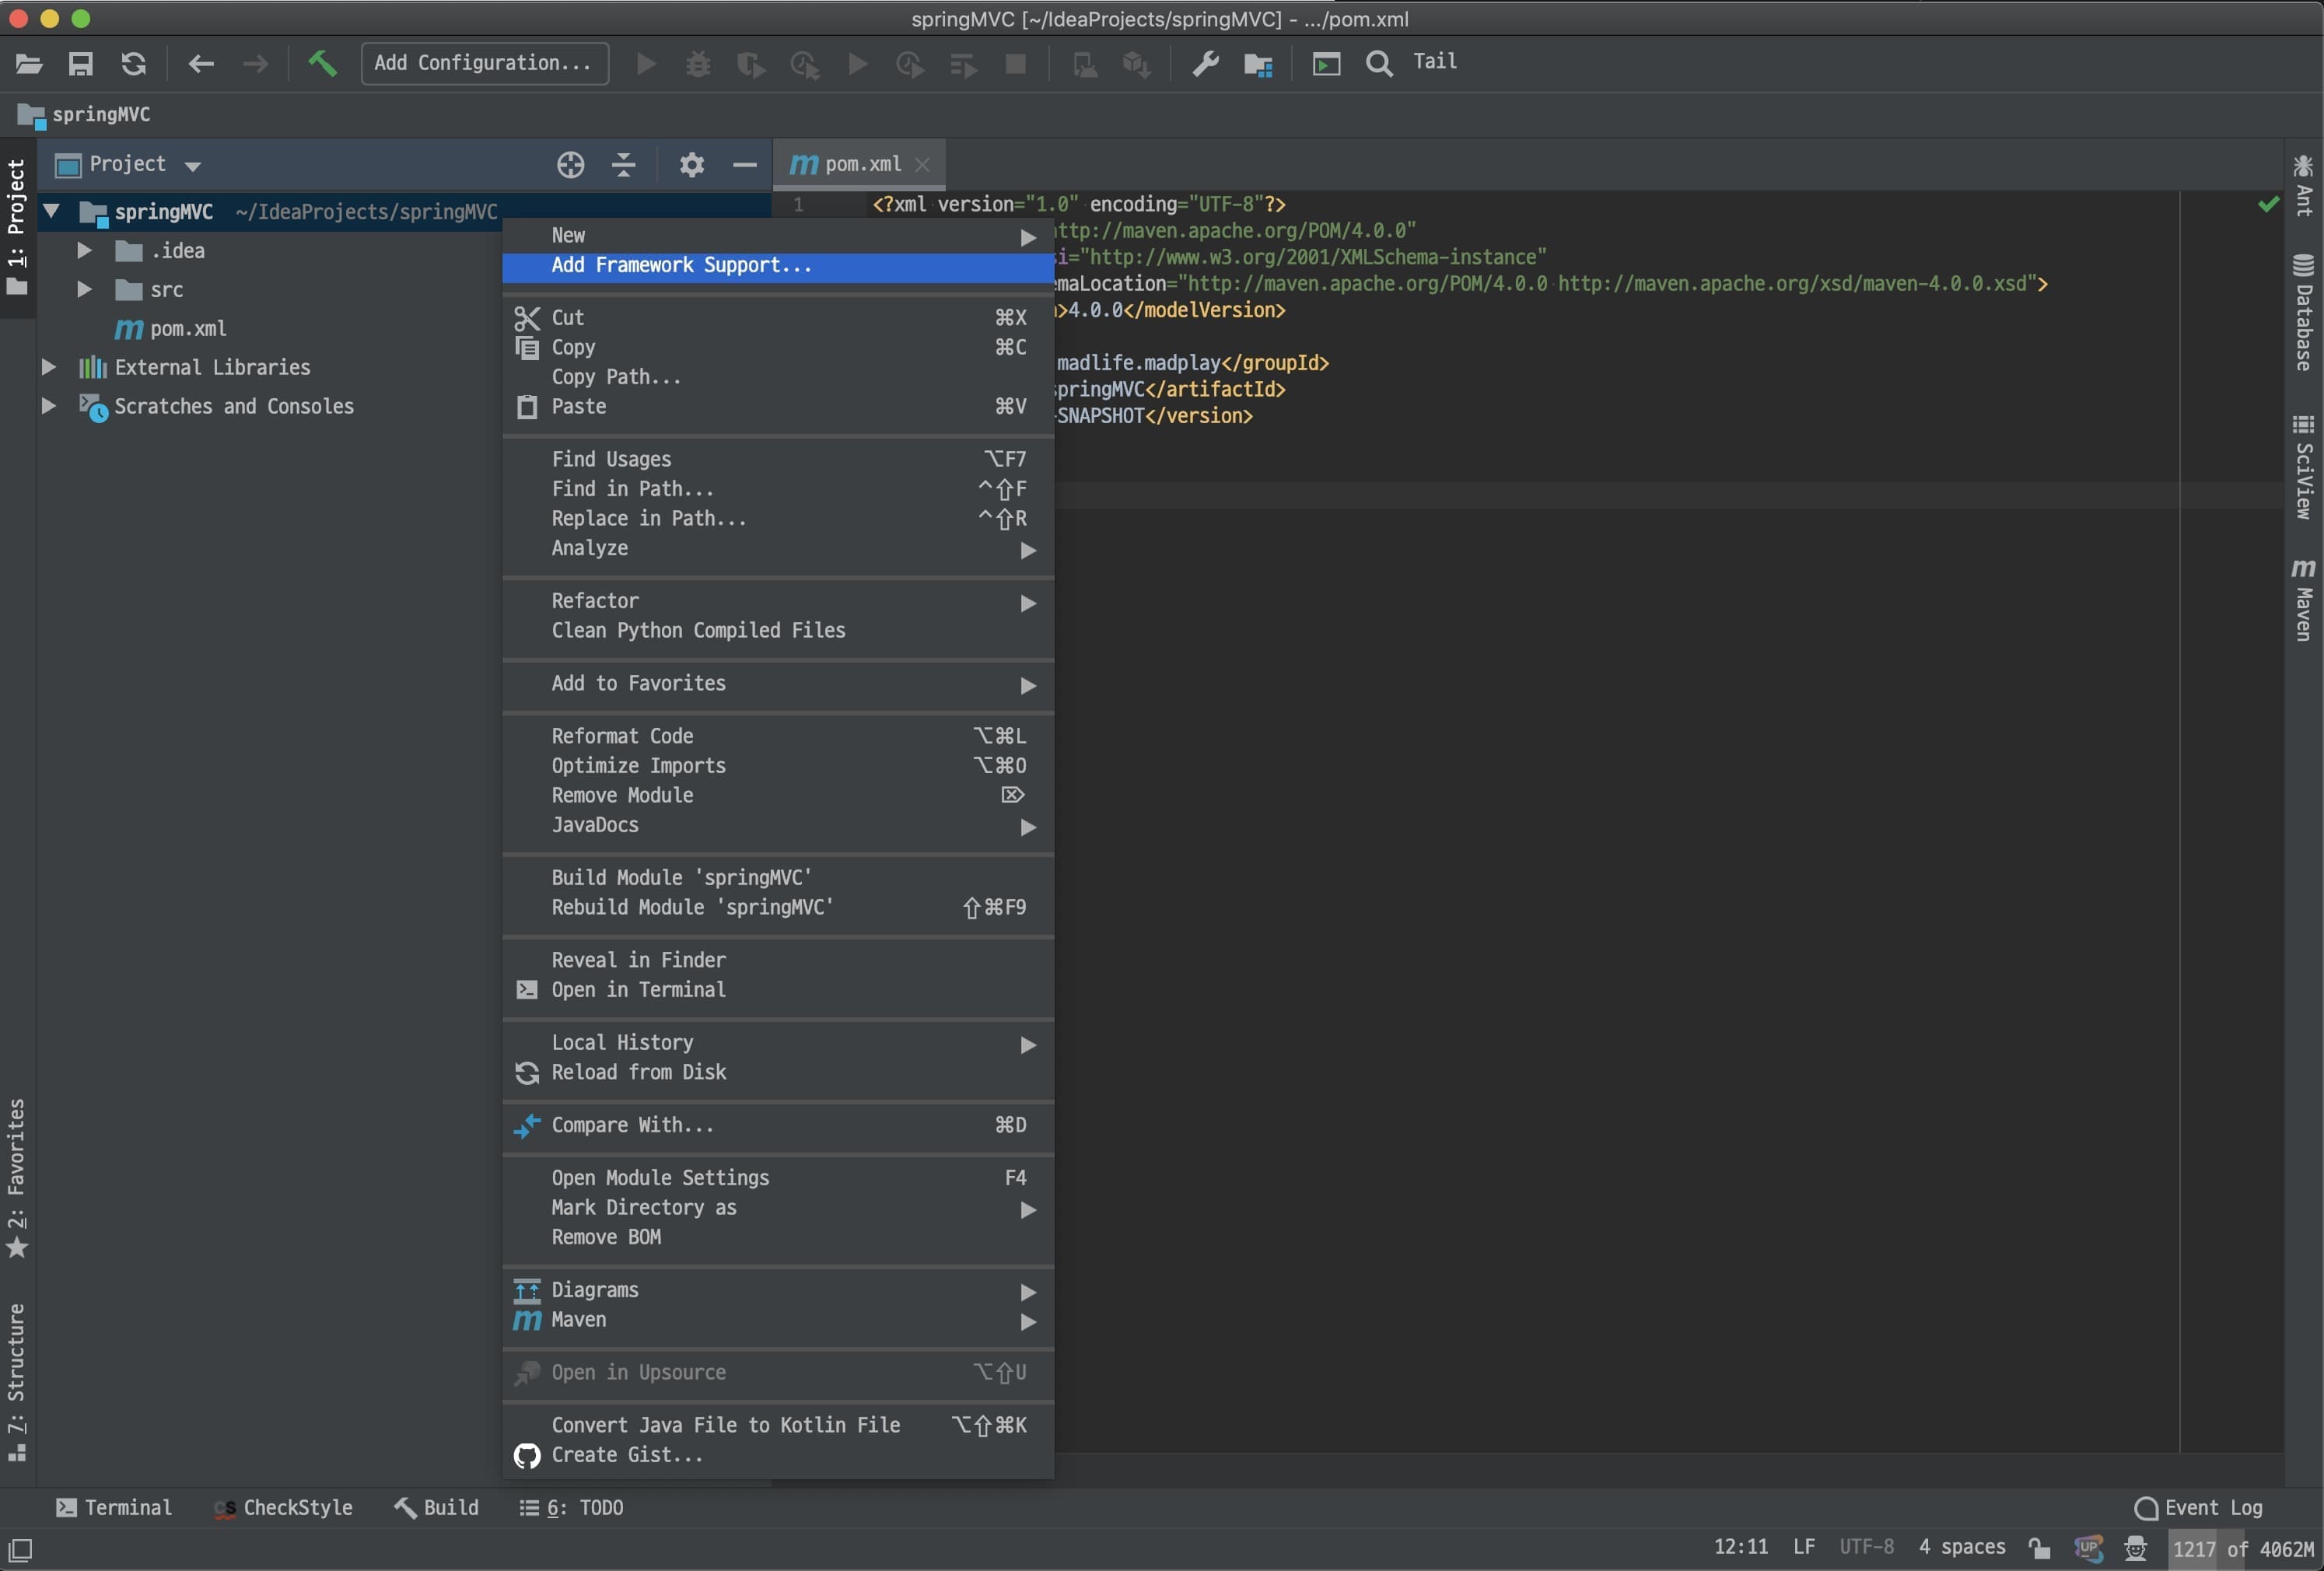 springMVC [~/IdeaProjects/springMVC] - .../pom.xml
Add Configuration...
Tail
springMVC
Project
pom.xml
1: Project
springMVC ~/IdeaProjects/springMVC
.idea
src
pom.xml
External Libraries
Scratches and Consoles
2: Favorites
7: Structure
1 <?xml version="1.0" encoding="UTF-8"?>
ttp://maven.apache.org/POM/4.0.0"
si="http://www.w3.org/2001/XMLSchema-instance"
emaLocation="http://maven.apache.org/POM/4.0.0 http://maven.apache.org/xsd/maven-4.0.0.xsd">
>4.0.0</modelVersion>
madlife.madplay</groupId>
springMVC</artifactId>
-SNAPSHOT</version>
New
Add Framework Support...
Cut ⌘X
Copy ⌘C
Copy Path...
Paste ⌘V
Find Usages ⌥F7
Find in Path... ^⇧F
Replace in Path... ^⇧R
Analyze
Refactor
Clean Python Compiled Files
Add to Favorites
Reformat Code ⌥⌘L
Optimize Imports ⌥⌘O
Remove Module ⌦
JavaDocs
Build Module 'springMVC'
Rebuild Module 'springMVC' ⇧⌘F9
Reveal in Finder
Open in Terminal
Local History
Reload from Disk
Compare With... ⌘D
Open Module Settings F4
Mark Directory as
Remove BOM
Diagrams
Maven
Open in Upsource ⌥⇧U
Convert Java File to Kotlin File ⌥⇧⌘K
Create Gist...
Ant
Database
SciView
Maven
Terminal
CheckStyle
Build
6: TODO
Event Log
12:11 LF UTF-8 4 spaces
1217 of 4062M